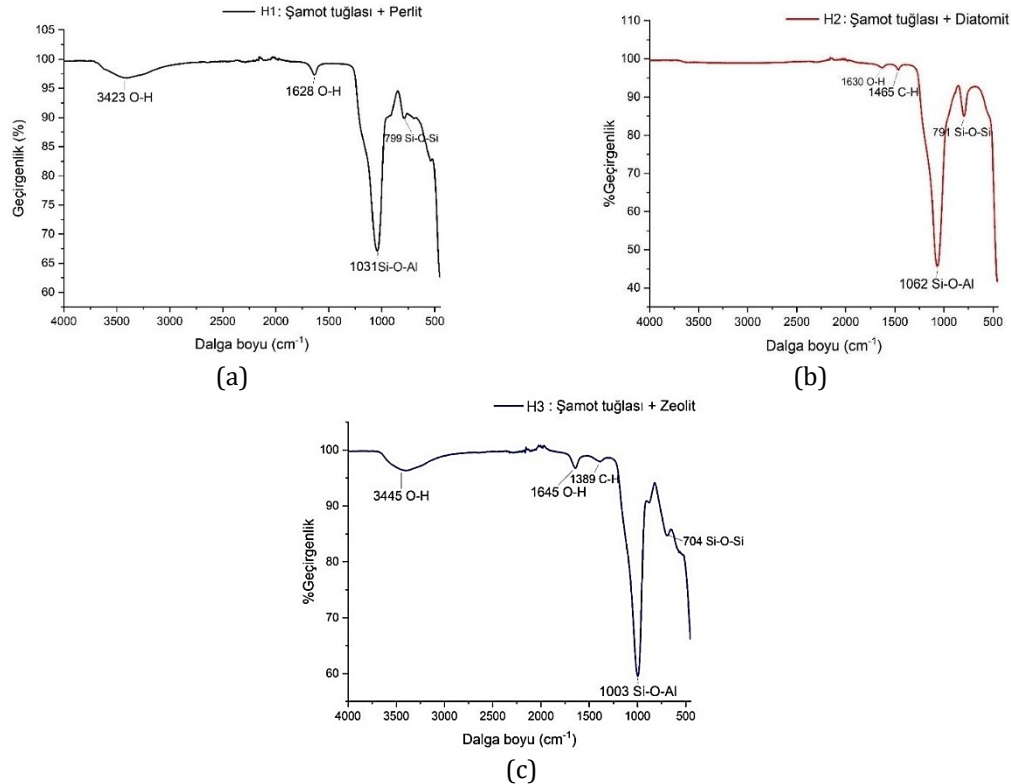 H1: Şamot tuğlası + Perlit
Geçirgenlik (%)
100
95
90
85
80
75
70
65
60
3423 O-H
1628 O-H
799 Si-O-Si
1031Si-O-Al
4000 3500 3000 2500 2000 1500 1000 500
Dalga boyu (cm⁻¹)
(a)
H2: Şamot tuğlası + Diatomit
%Geçirgenlik
110
100
90
80
70
60
50
40
1630 O-H
1465 C-H
791 Si-O-Si
1062 Si-O-Al
4000 3500 3000 2500 2000 1500 1000 500
Dalga boyu (cm⁻¹)
(b)
H3 : Şamot tuğlası + Zeolit
%Geçirgenlik
100
90
80
70
60
3445 O-H
1645 O-H
1389 C-H
704 Si-O-Si
1003 Si-O-Al
4000 3500 3000 2500 2000 1500 1000 500
Dalga boyu (cm⁻¹)
(c)